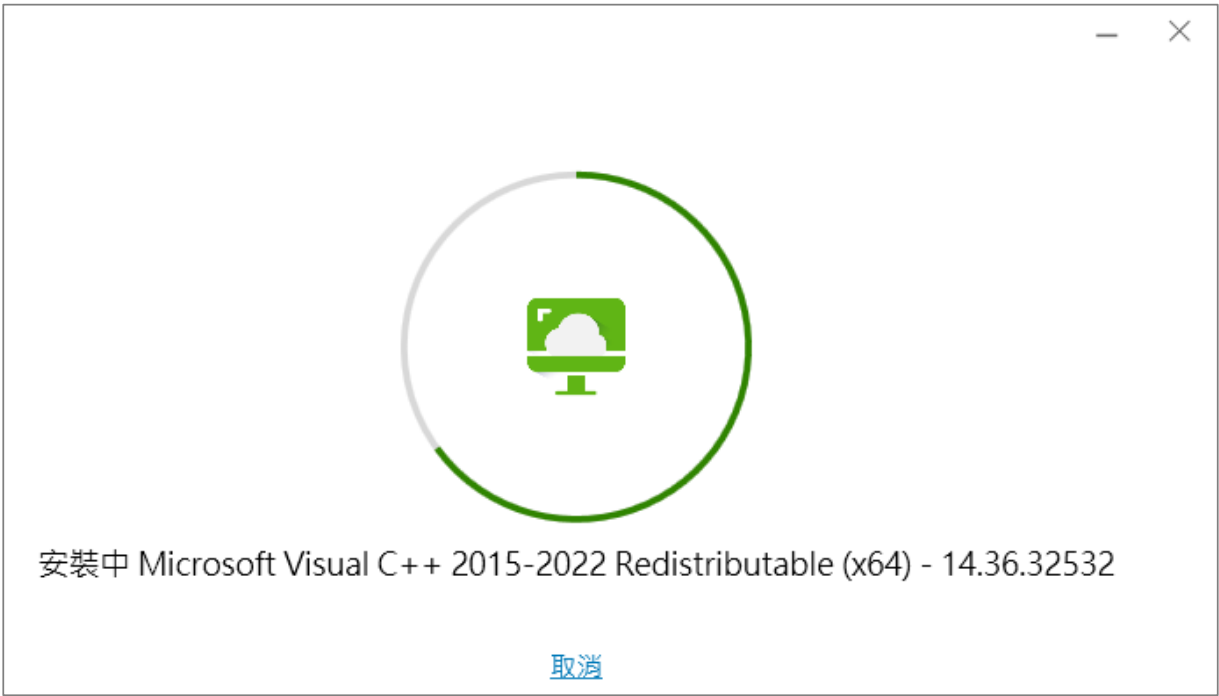 安裝中 Microsoft Visual C++ 2015-2022 Redistributable (x64) - 14.36.32532
取消